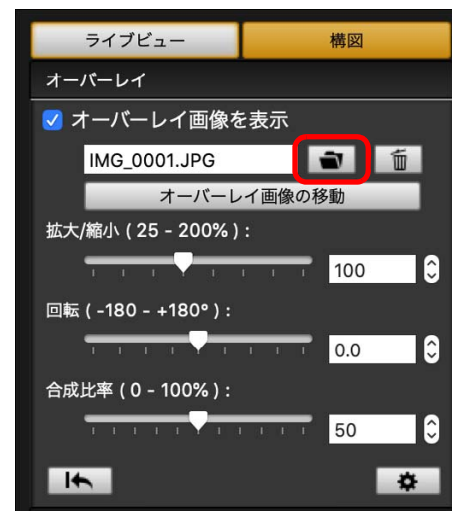 ライブビュー 構図
オーバーレイ
オーバーレイ画像を表示
IMG_0001.JPG
オーバーレイ画像の移動
拡大/縮小 ( 25 - 200% ) :
100
回転 ( -180 - +180° ) :
0.0
合成比率 ( 0 - 100% ) :
50